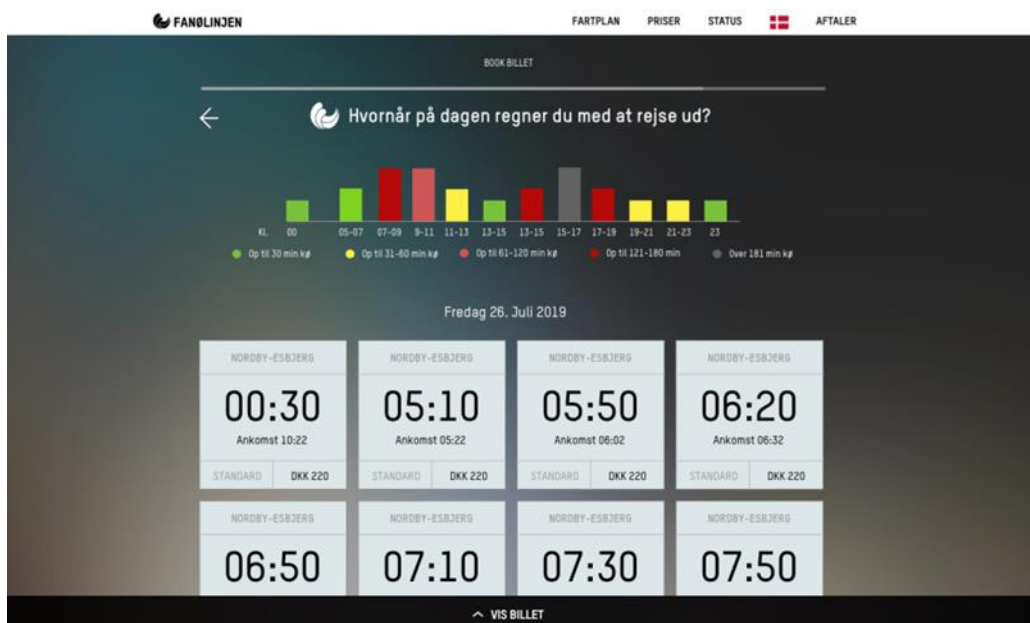 FANØLINJEN FARTPLAN PRISER STATUS AFTALER
BOOK BILLET
Hvornår på dagen regner du med at rejse ud?
Kl. 00 05-07 07-09 9-11 11-13 13-15 13-15 15-17 17-19 19-21 21-23 23
Op til 30 min kø Op til 31-60 min kø Op til 61-120 min kø Op til 121-180 min Over 181 min kø
Fredag 26. Juli 2019
NORDBY-ESBJERG NORDBY-ESBJERG NORDBY-ESBJERG NORDBY-ESBJERG
00:30 05:10 05:50 06:20
Ankomst 10:22 Ankomst 05:22 Ankomst 06:02 Ankomst 06:32
STANDARD DKK 220 STANDARD DKK 220 STANDARD DKK 220 STANDARD DKK 220
NORDBY-ESBJERG NORDBY-ESBJERG NORDBY-ESBJERG NORDBY-ESBJERG
06:50 07:10 07:30 07:50
VIS BILLET